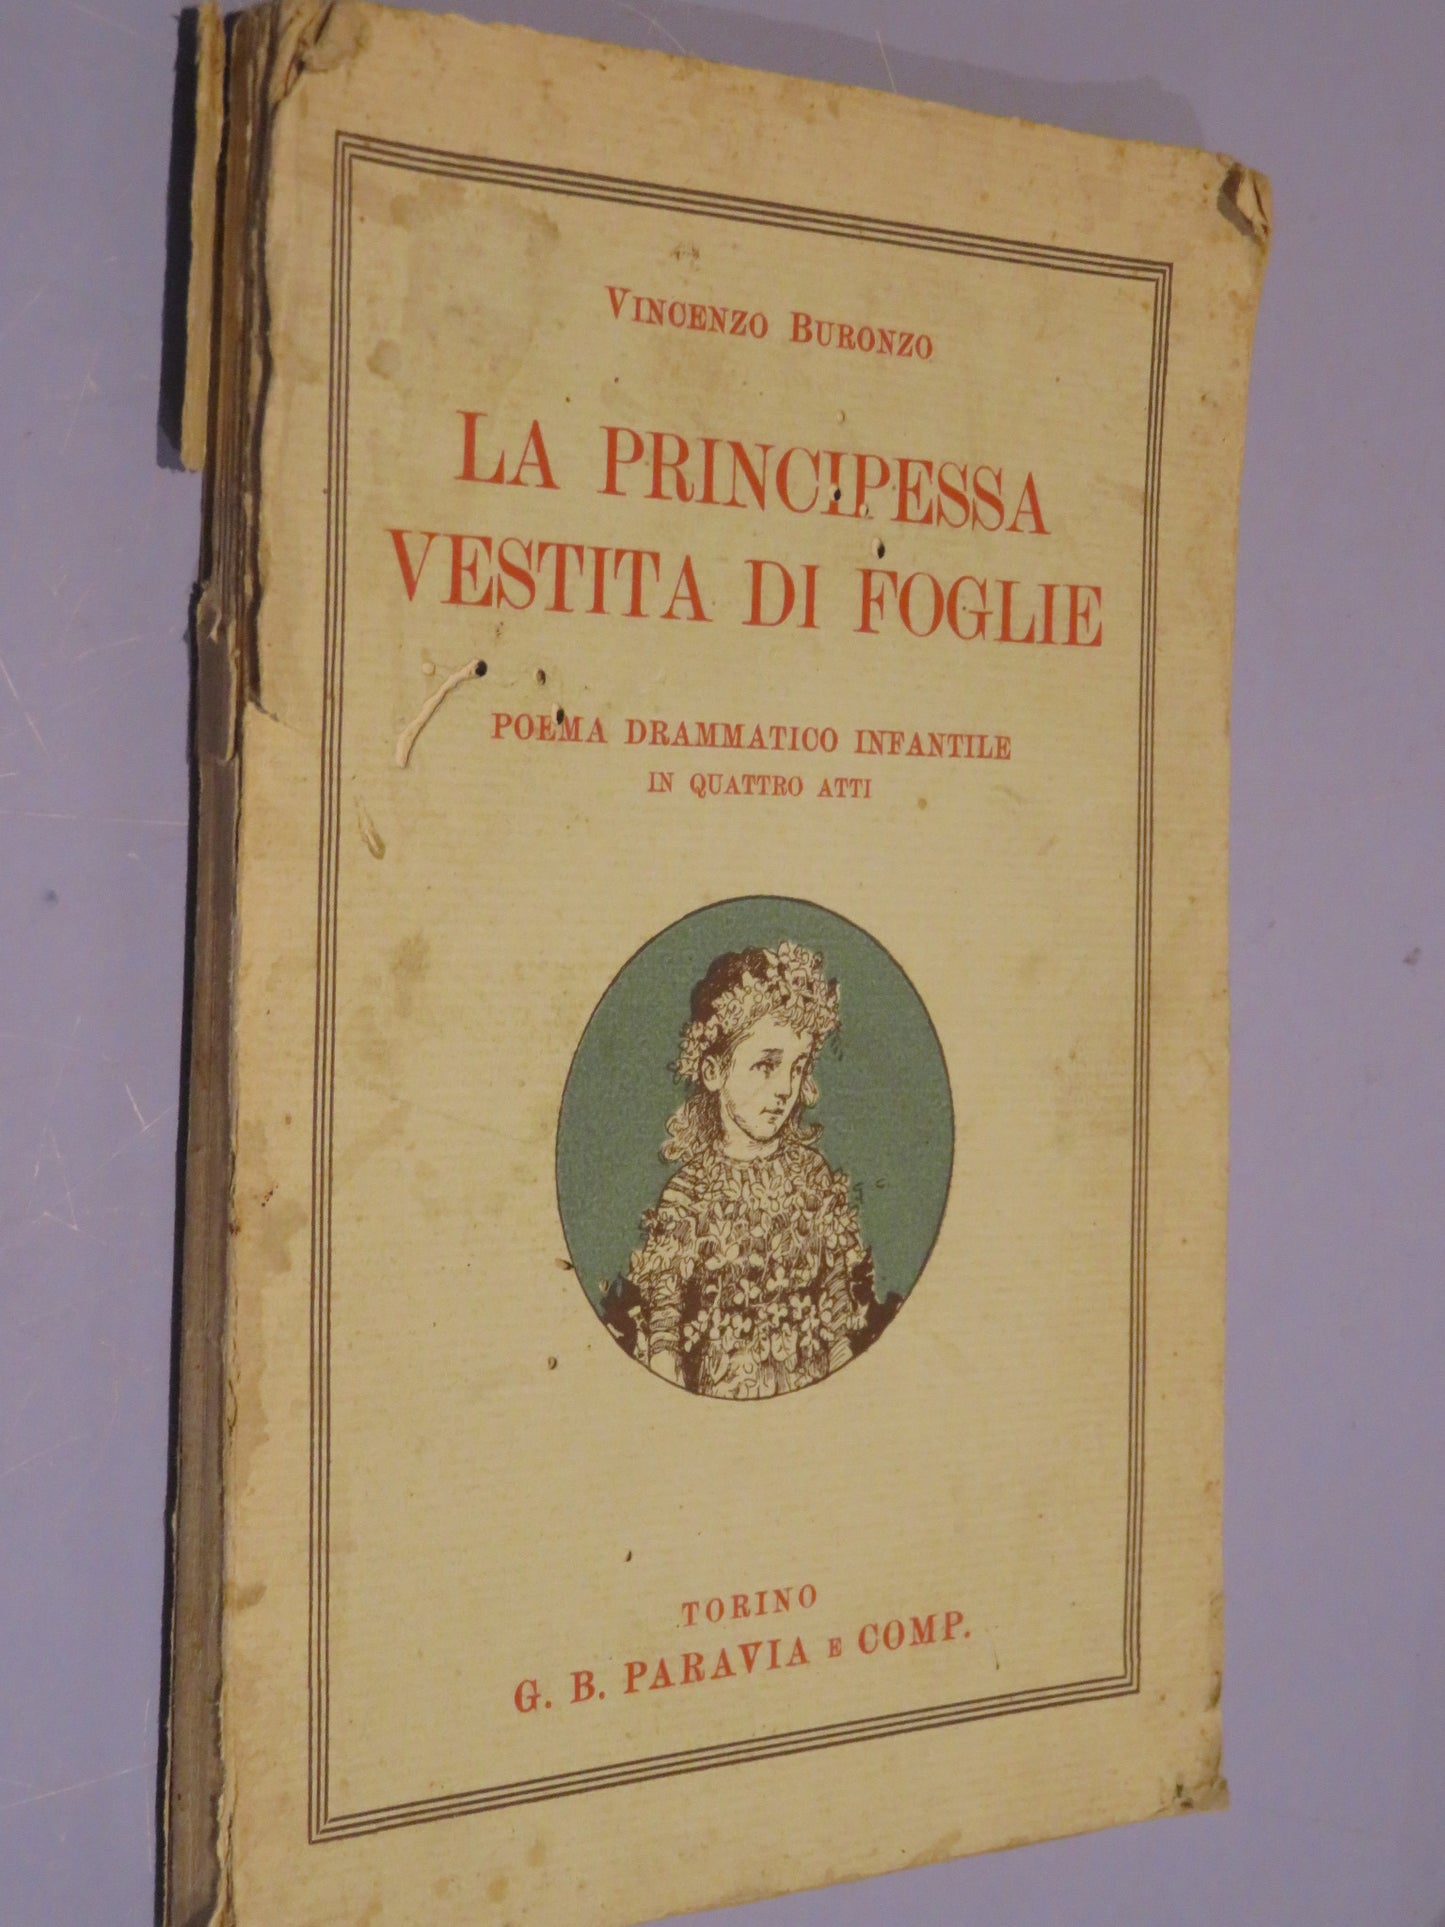 VINCENZO BURONZO
LA PRINCIPESSA
VESTITA DI FOGLIE
POEMA DRAMMATICO INFANTILE
IN QUATTRO ATTI
TORINO
G. B. PARAVIA E COMP.